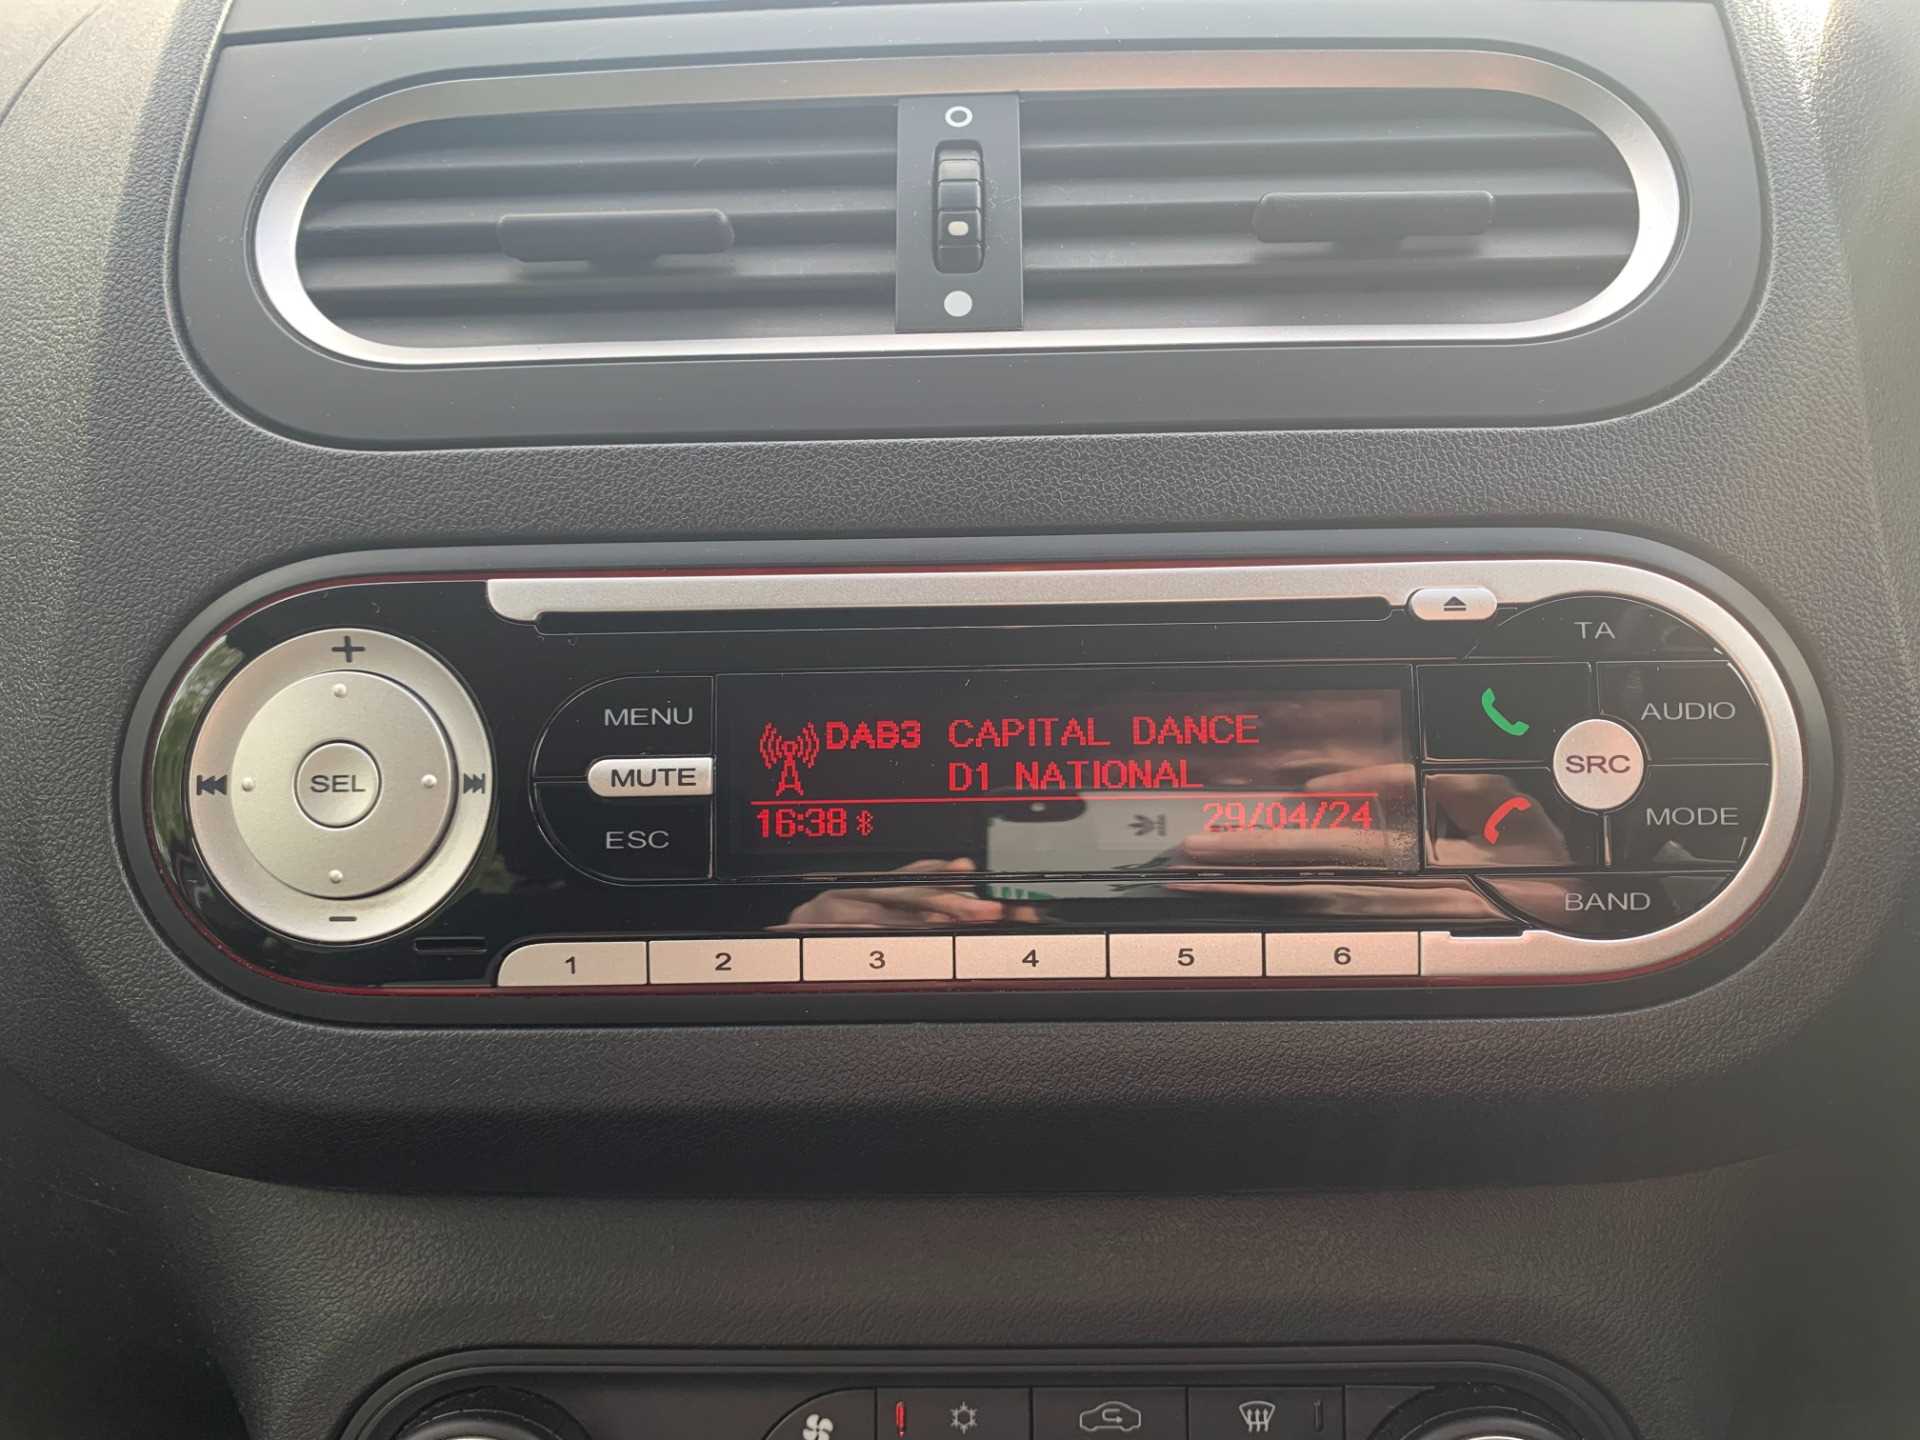 TA
MENU
AUDIO
DAB3 CAPITAL DANCE
SRC
D1 NATIONAL
SEL
MUTE
MODE
16:38 29/04/24
ESC
BAND
1 2 3 4 5 6